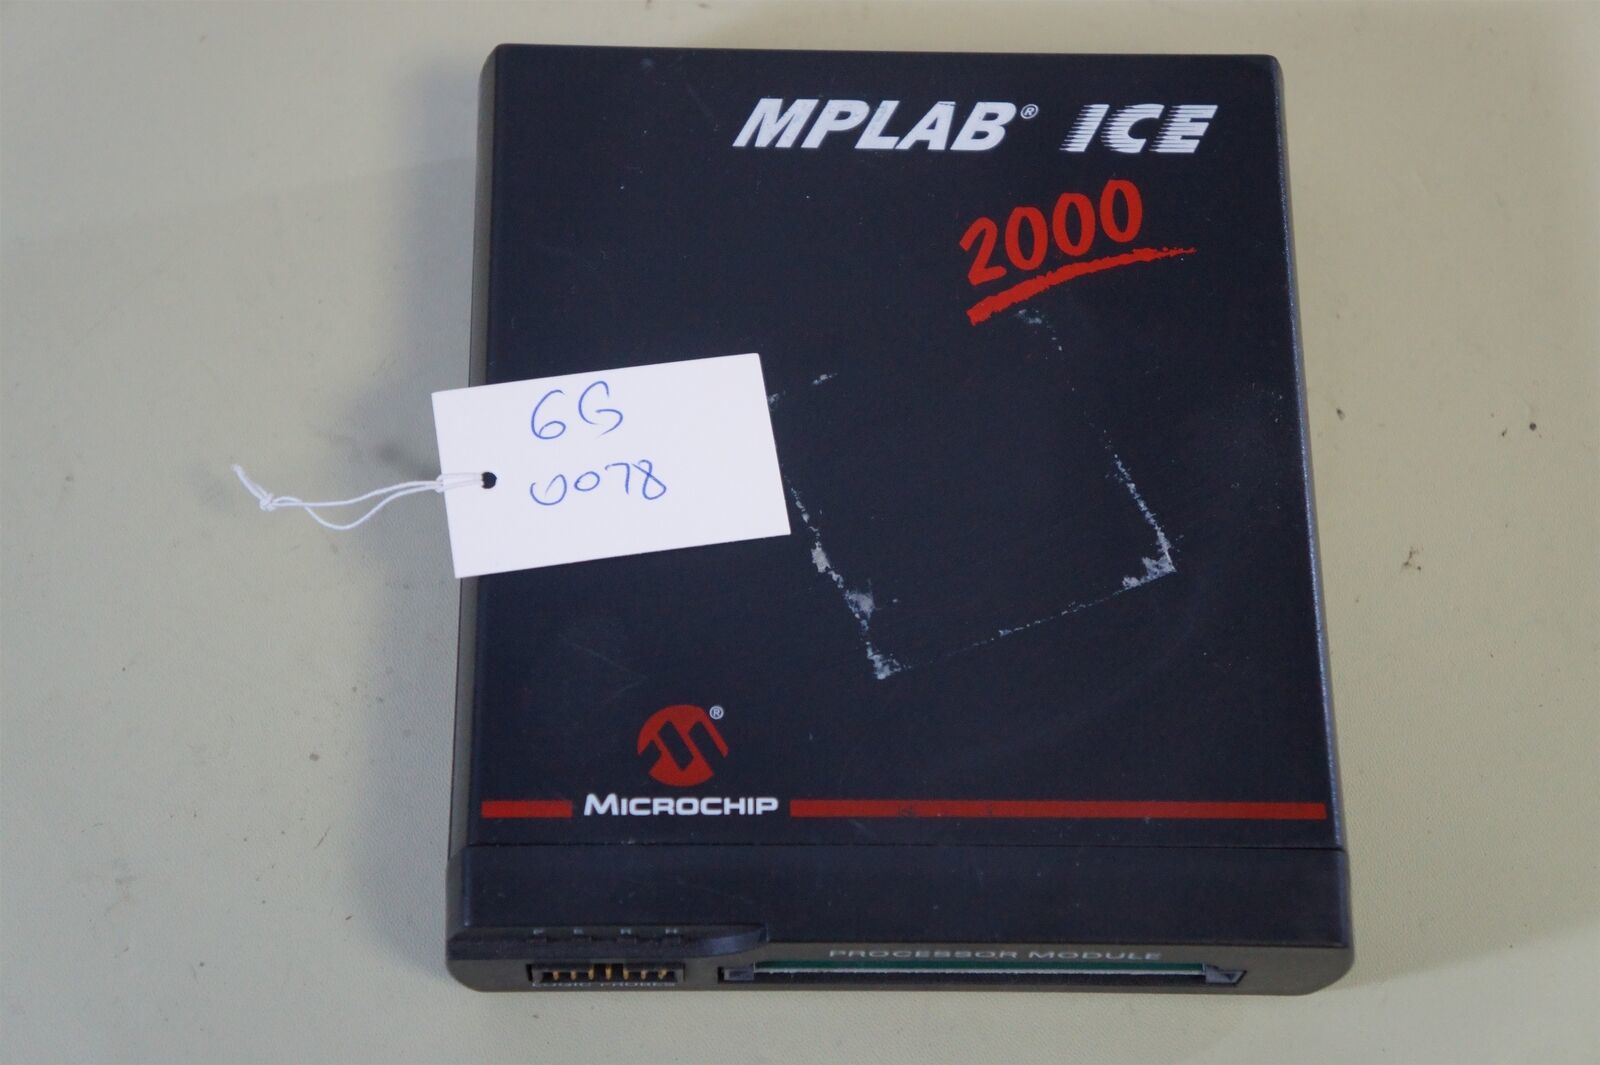 MPLAB® ICE
2000
6G
0078
®
MICROCHIP
PROCESSOR MODULE
LOGIC PROBES